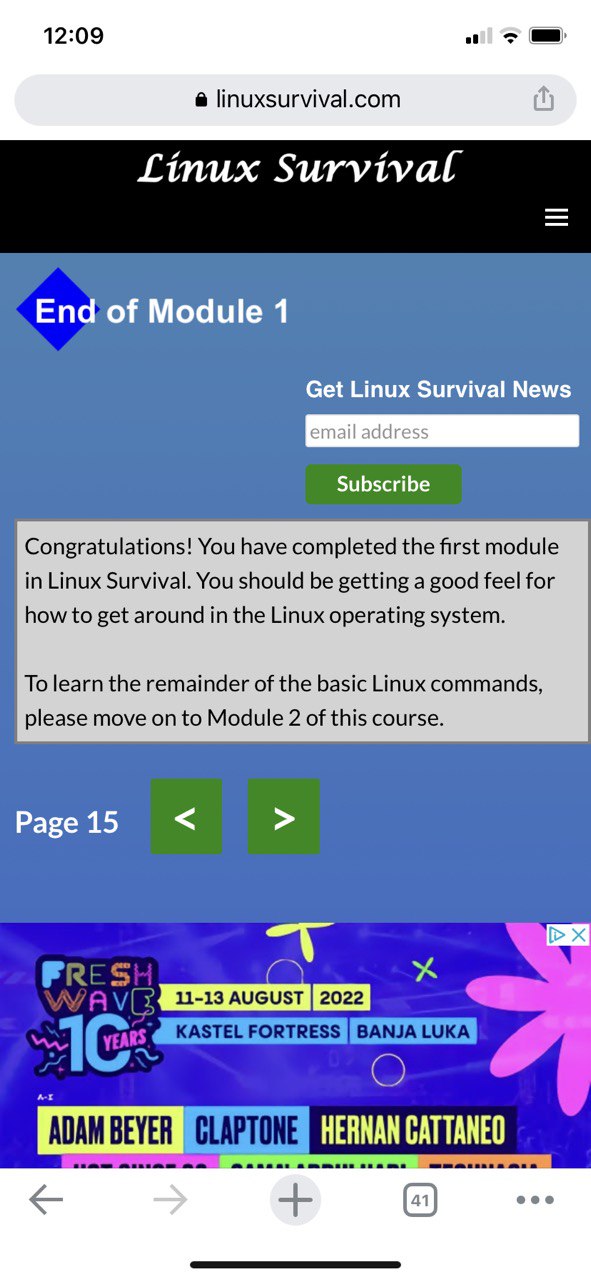 12:09
linuxsurvival.com
Linux Survival
End of Module 1
Get Linux Survival News
email address
Subscribe
Congratulations! You have completed the first module
in Linux Survival. You should be getting a good feel for
how to get around in the Linux operating system.
To learn the remainder of the basic Linux commands,
please move on to Module 2 of this course.
Page 15 < >
FRESH
WAVE
10
YEARS
11-13 AUGUST 2022
KASTEL FORTRESS BANJA LUKA
A-Z
ADAM BEYER CLAPTONE HERNAN CATTANEO
41